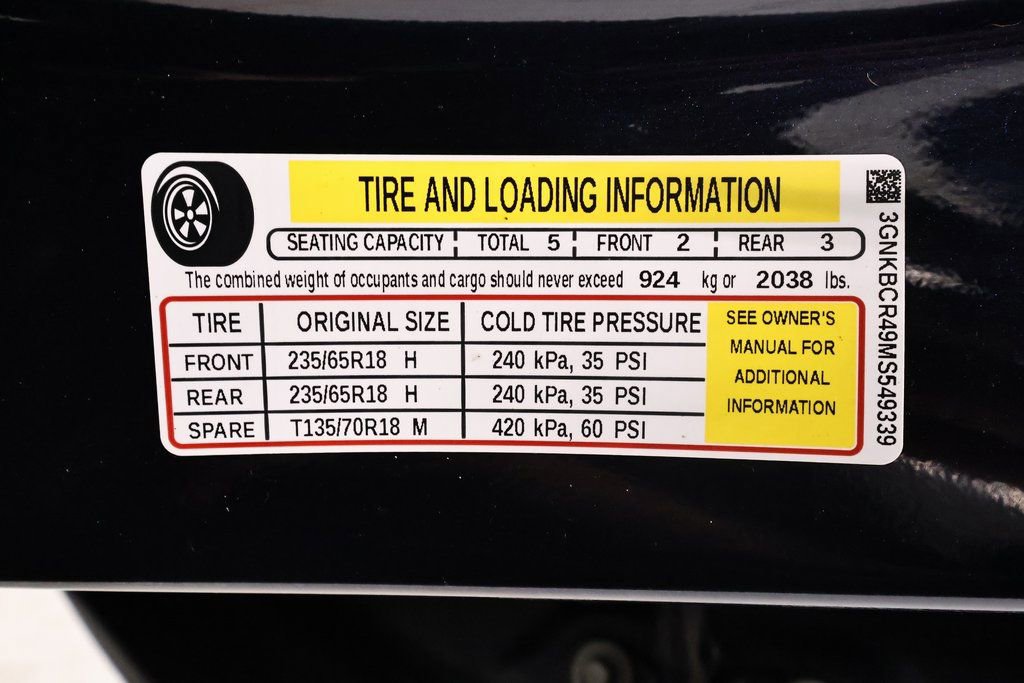 TIRE AND LOADING INFORMATION
SEATING CAPACITY TOTAL 5 FRONT 2 REAR 3
The combined weight of occupants and cargo should never exceed 924 kg or 2038 lbs.
TIRE ORIGINAL SIZE COLD TIRE PRESSURE
FRONT 235/65R18 H 240 kPa, 35 PSI
REAR 235/65R18 H 240 kPa, 35 PSI
SPARE T135/70R18 M 420 kPa, 60 PSI
SEE OWNER'S
MANUAL FOR
ADDITIONAL
INFORMATION
3GNKBCR49MS549339